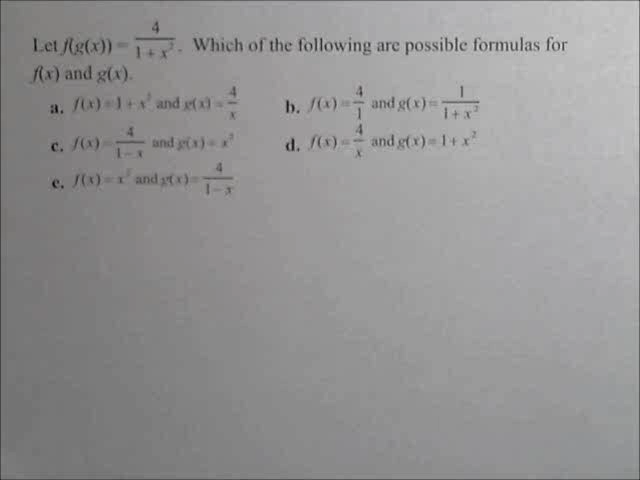 Let f(g(x)) = 4/(1 + x²). Which of the following are possible formulas for
f(x) and g(x).
a. f(x) = 1 + x² and g(x) = 4/x b. f(x) = 4/1 and g(x) = 1/(1 + x²)
c. f(x) = 4/(1 − x) and g(x) = x² d. f(x) = 4/x and g(x) = 1 + x²
e. f(x) = x² and g(x) = 4/(1 − x)